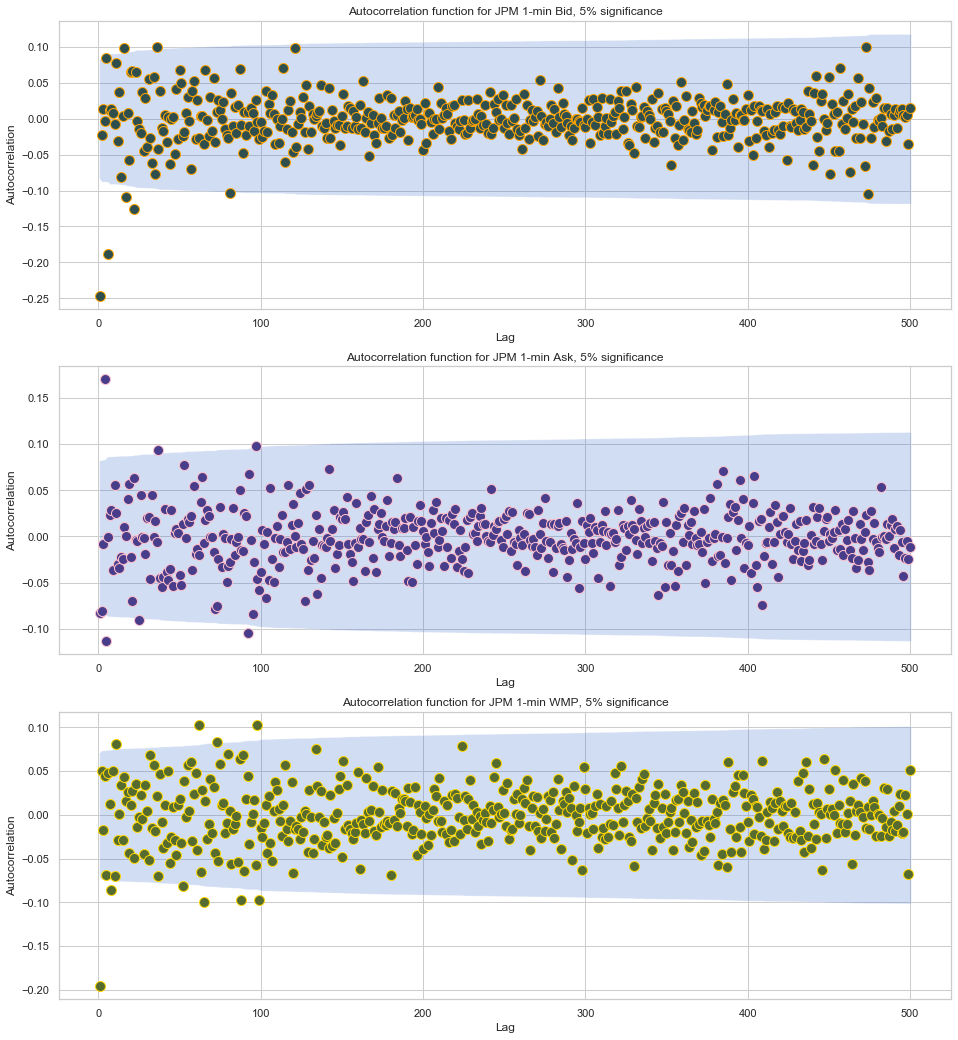 Autocorrelation function for JPM 1-min Bid, 5% significance
0.10
0.05
0.00
−0.05
−0.10
−0.15
−0.20
−0.25
Autocorrelation
0 100 200 300 400 500
Lag
Autocorrelation function for JPM 1-min Ask, 5% significance
0.15
0.10
0.05
0.00
−0.05
−0.10
Autocorrelation
0 100 200 300 400 500
Lag
Autocorrelation function for JPM 1-min WMP, 5% significance
0.10
0.05
0.00
−0.05
−0.10
−0.15
−0.20
Autocorrelation
0 100 200 300 400 500
Lag